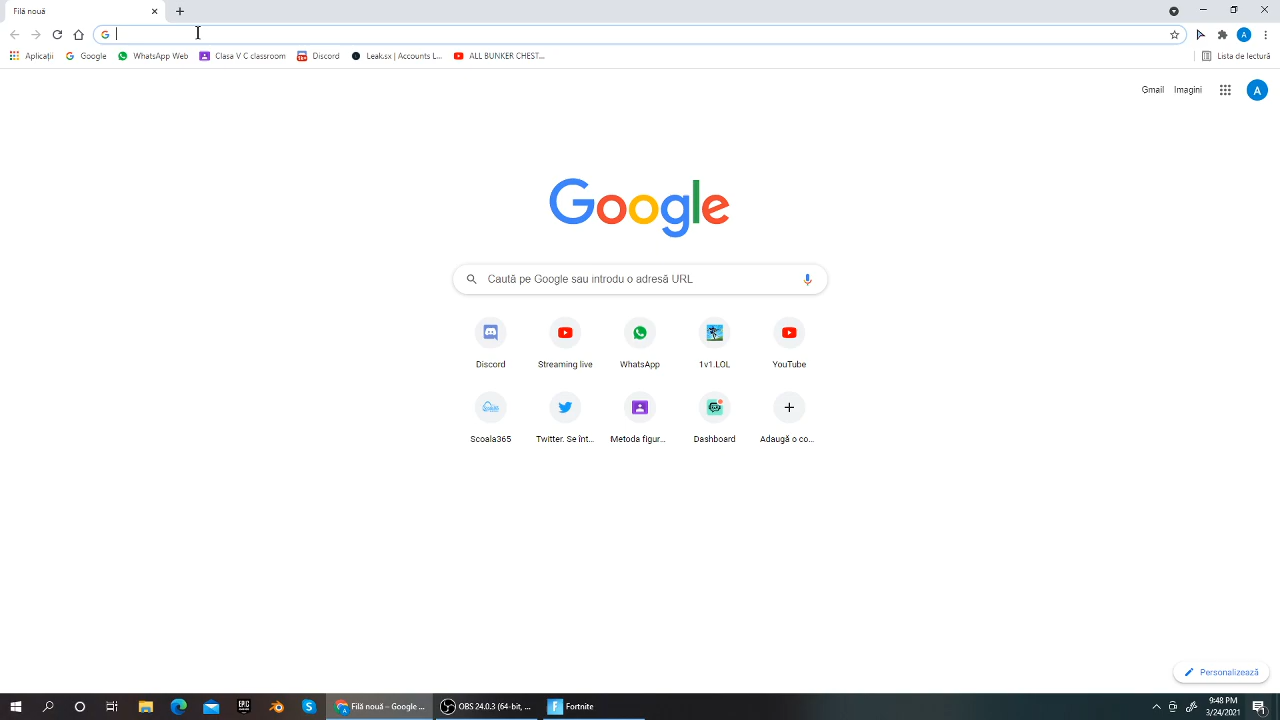 Filă nouă
Aplicații
Google
WhatsApp Web
Clasa V C classroom
Discord
Leak.sx | Accounts L...
ALL BUNKER CHEST...
Lista de lectură
Gmail
Imagini
A
A
Google
Caută pe Google sau introdu o adresă URL
Discord
Streaming live
WhatsApp
1v1.LOL
YouTube
Scoala365
Twitter. Se înt...
Metoda figur...
Dashboard
Adaugă o co...
Personalizează
EPIC
Filă nouă – Google ...
OBS 24.0.3 (64-bit, ...
Fortnite
9:48 PM
3/24/2021